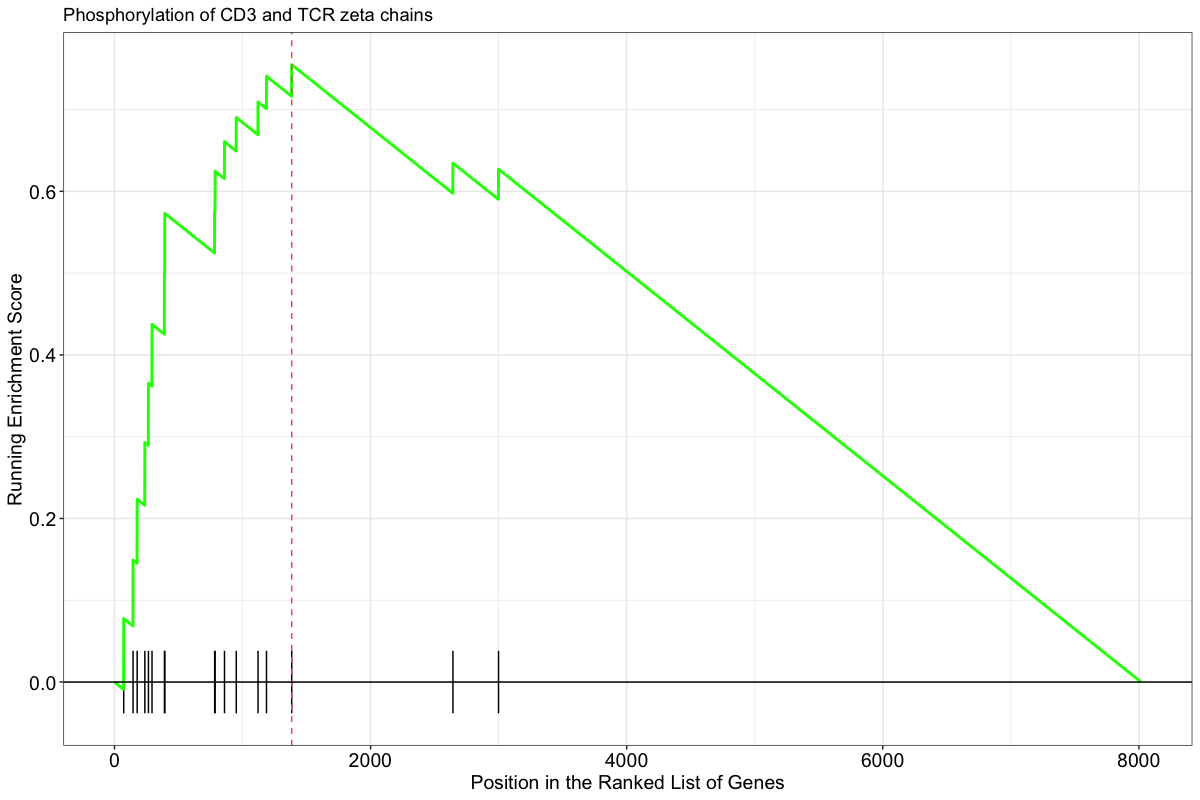 Phosphorylation of CD3 and TCR zeta chains
Running Enrichment Score
0.6
0.4
0.2
0.0
0 2000 4000 6000 8000
Position in the Ranked List of Genes